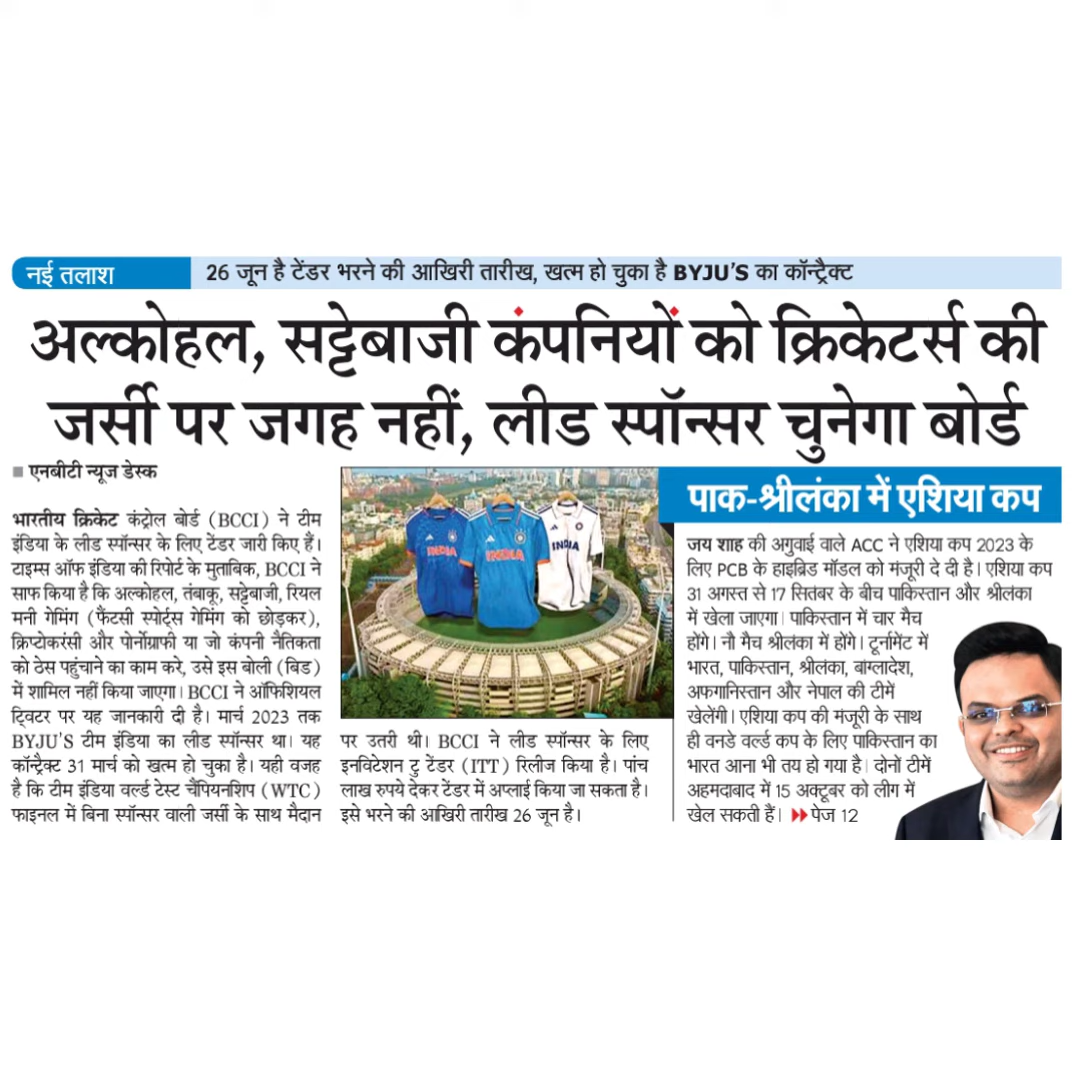 नई तलाश
26 जून है टेंडर भरने की आखिरी तारीख, खत्म हो चुका है BYJU'S का कॉन्ट्रैक्ट
अल्कोहल, सट्टेबाजी कंपनियों को क्रिकेटर्स की
जर्सी पर जगह नहीं, लीड स्पॉन्सर चुनेगा बोर्ड
एनबीटी न्यूज डेस्क
भारतीय क्रिकेट कंट्रोल बोर्ड (BCCI) ने टीम
इंडिया के लीड स्पॉन्सर के लिए टेंडर जारी किए हैं।
टाइम्स ऑफ इंडिया की रिपोर्ट के मुताबिक, BCCI ने
साफ किया है कि अल्कोहल, तंबाकू, सट्टेबाजी, रियल
मनी गेमिंग (फैंटसी स्पोर्ट्स गेमिंग को छोड़कर),
क्रिप्टोकरंसी और पोर्नोग्राफी या जो कंपनी नैतिकता
को ठेस पहुंचाने का काम करे, उसे इस बोली (बिड)
में शामिल नहीं किया जाएगा। BCCI ने ऑफिशियल
ट्विटर पर यह जानकारी दी है। मार्च 2023 तक
BYJU'S टीम इंडिया का लीड स्पॉन्सर था। यह
कॉन्ट्रैक्ट 31 मार्च को खत्म हो चुका है। यही वजह
है कि टीम इंडिया वर्ल्ड टेस्ट चैंपियनशिप (WTC)
फाइनल में बिना स्पॉन्सर वाली जर्सी के साथ मैदान
INDIA
INDIA
INDIA
पर उतरी थी। BCCI ने लीड स्पॉन्सर के लिए
इनविटेशन टु टेंडर (ITT) रिलीज किया है। पांच
लाख रुपये देकर टेंडर में अप्लाई किया जा सकता है।
इसे भरने की आखिरी तारीख 26 जून है।
पाक-श्रीलंका में एशिया कप
जय शाह की अगुवाई वाले ACC ने एशिया कप 2023 के
लिए PCB के हाइब्रिड मॉडल को मंजूरी दे दी है। एशिया कप
31 अगस्त से 17 सितंबर के बीच पाकिस्तान और श्रीलंका
में खेला जाएगा। पाकिस्तान में चार मैच
होंगे। नौ मैच श्रीलंका में होंगे। टूर्नामेंट में
भारत, पाकिस्तान, श्रीलंका, बांग्लादेश,
अफगानिस्तान और नेपाल की टीमें
खेलेंगी। एशिया कप की मंजूरी के साथ
ही वनडे वर्ल्ड कप के लिए पाकिस्तान का
भारत आना भी तय हो गया है। दोनों टीमें
अहमदाबाद में 15 अक्टूबर को लीग में
खेल सकती हैं। पेज 12